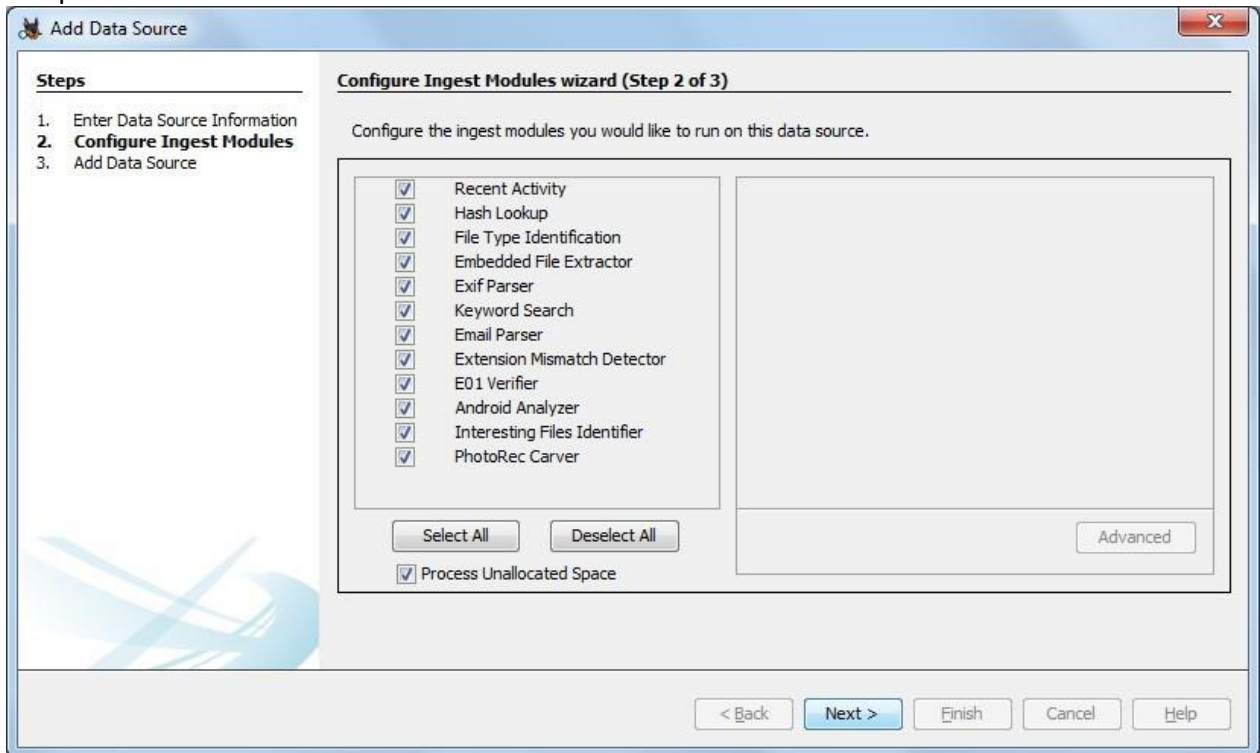 Add Data Source
Steps
1. Enter Data Source Information
2. Configure Ingest Modules
3. Add Data Source
Configure Ingest Modules wizard (Step 2 of 3)
Configure the ingest modules you would like to run on this data source.
Recent Activity
Hash Lookup
File Type Identification
Embedded File Extractor
Exif Parser
Keyword Search
Email Parser
Extension Mismatch Detector
E01 Verifier
Android Analyzer
Interesting Files Identifier
PhotoRec Carver
Select All Deselect All
Process Unallocated Space
Advanced
< Back Next > Finish Cancel Help